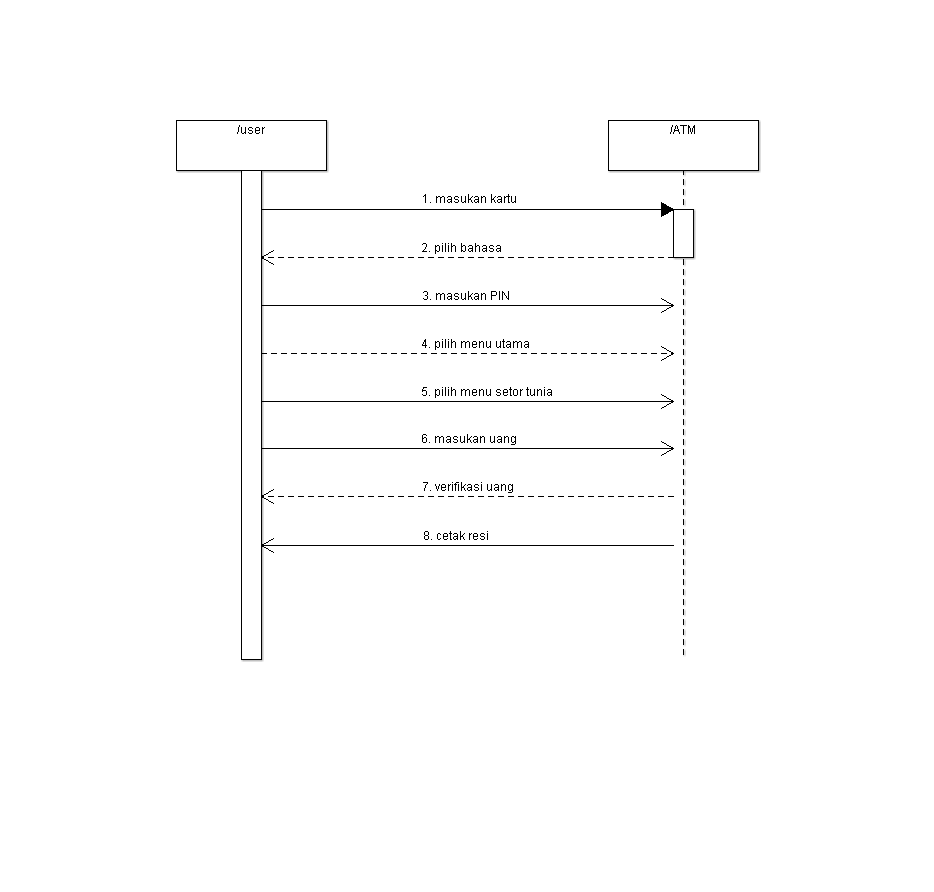 /user
/ATM
1. masukan kartu
2. pilih bahasa
3. masukan PIN
4. pilih menu utama
5. pilih menu setor tunia
6. masukan uang
7. verifikasi uang
8. cetak resi